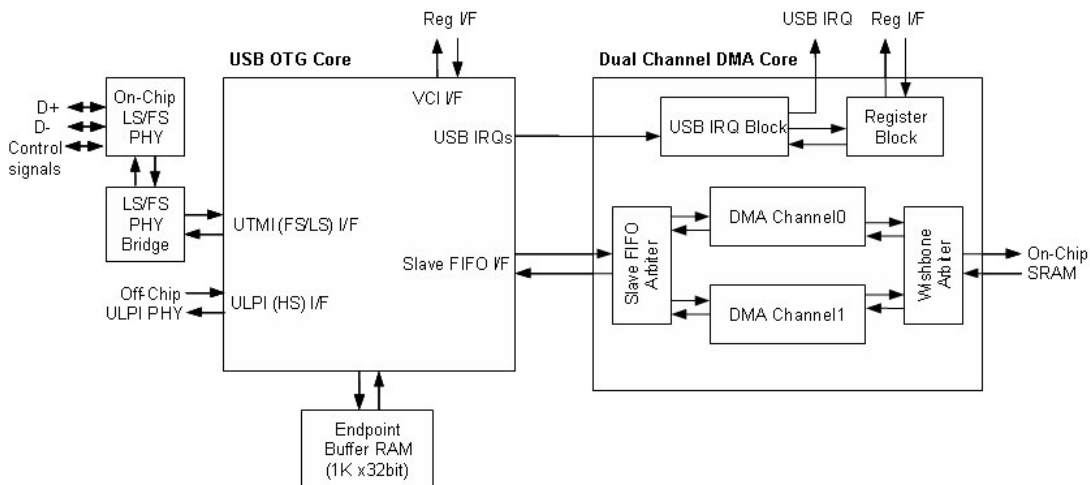 Reg I/F
USB IRQ
Reg I/F
USB OTG Core
Dual Channel DMA Core
D+
D-
Control
signals
On-Chip
LS/FS
PHY
VCI I/F
USB IRQs
USB IRQ Block
Register
Block
LS/FS
PHY
Bridge
UTMI (FS/LS) I/F
Slave FIFO I/F
Slave FIFO
Arbiter
DMA Channel0
DMA Channel1
Wishbone
Arbiter
On-Chip
SRAM
Off-Chip
ULPI PHY
ULPI (HS) I/F
Endpoint
Buffer RAM
(1K x32bit)